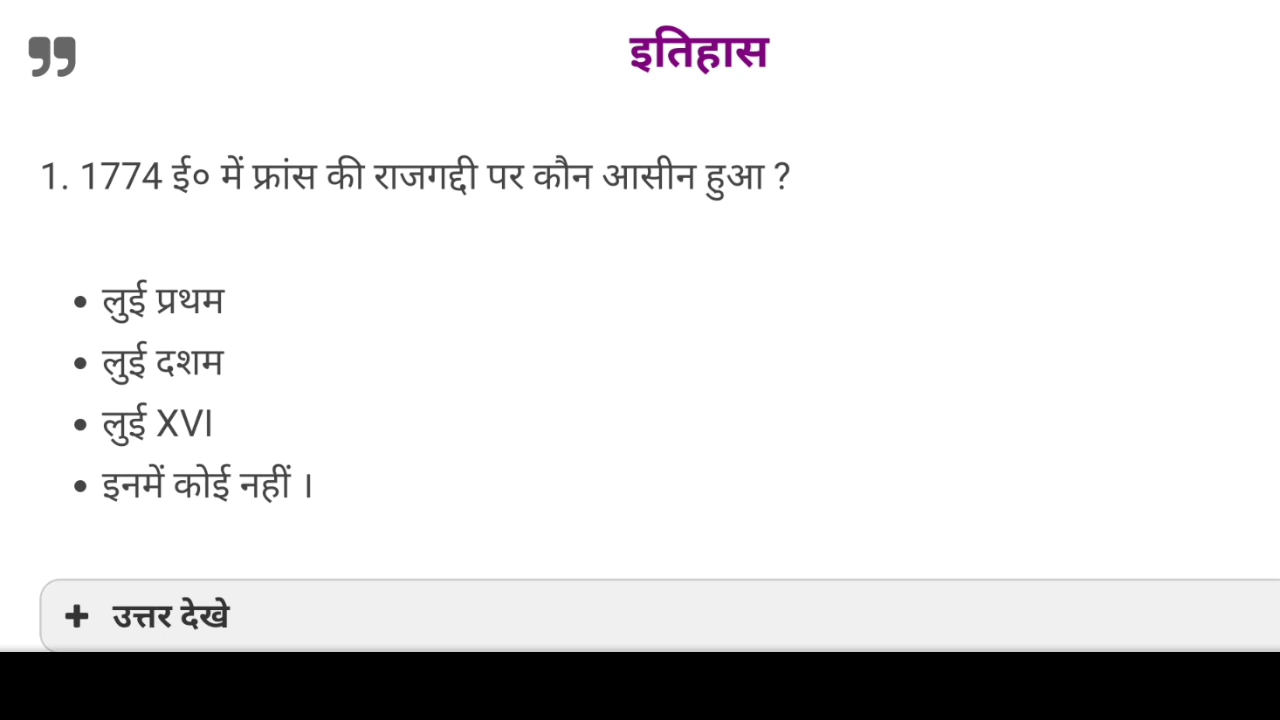 इतिहास
1. 1774 ई० में फ्रांस की राजगद्दी पर कौन आसीन हुआ ?
• लुई प्रथम
• लुई दशम
• लुई XVI
• इनमें कोई नहीं ।
+ उत्तर देखे